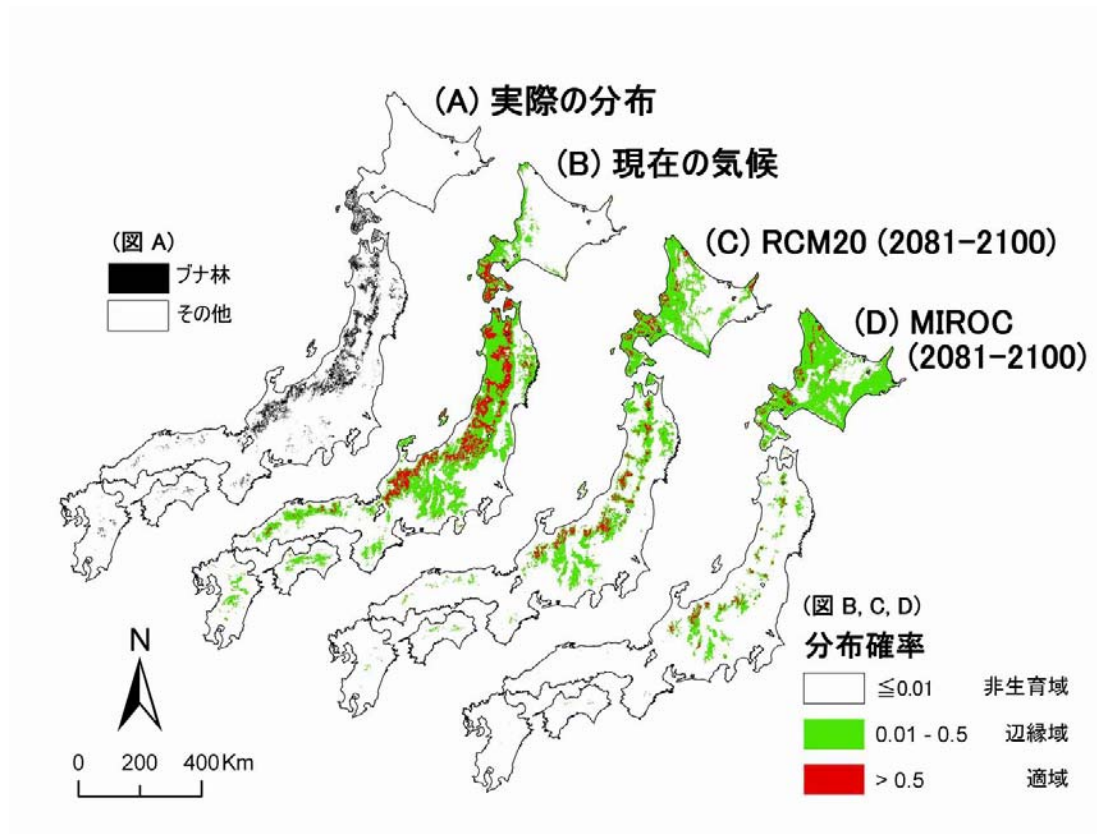 (A) 実際の分布
(B) 現在の気候
(C) RCM20 (2081-2100)
(D) MIROC
(2081-2100)
(図 A)
ブナ林
その他
N
0 200 400Km
(図 B, C, D)
分布確率
≦0.01 非生育域
0.01 - 0.5 辺縁域
> 0.5 適域